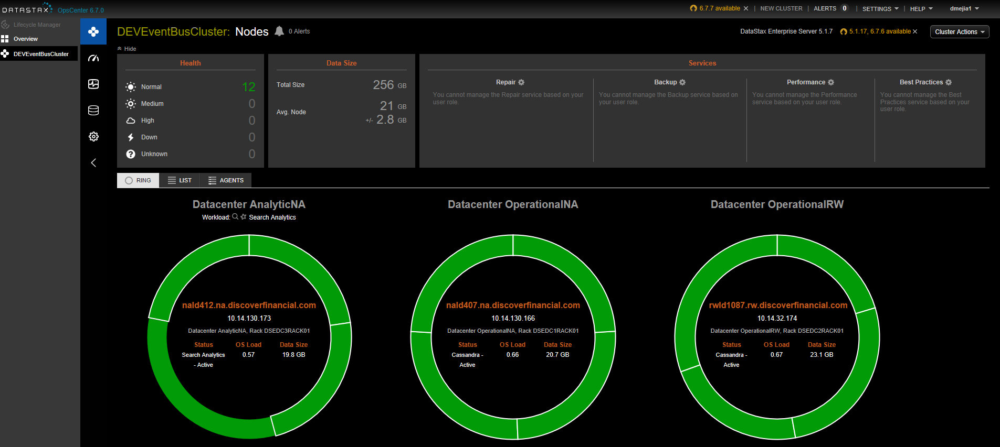 DATASTAX OpsCenter 6.7.0
6.7.7 available × | NEW CLUSTER | ALERTS 0 | SETTINGS | HELP dmejia1
Lifecycle Manager
Overview
DEVEventBusCluster
DEVEventBusCluster: Nodes 0 Alerts
DataStax Enterprise Server 5.1.7 5.1.17, 6.7.6 available × Cluster Actions
Hide
Health
Normal 12
Medium 0
High 0
Down 0
Unknown 0
Data Size
Total Size 256 GB
Avg. Node 21 GB
+/- 2.8 GB
Services
Repair
You cannot manage the Repair service based on your
user role.
Backup
You cannot manage the Backup service based on
your user role.
Performance
You cannot manage the Performance
service based on your user role.
Best Practices
You cannot manage the Best
Practices service based on your
user role.
RING LIST AGENTS
Datacenter AnalyticNA
Workload: Search Analytics
nald412.na.discoverfinancial.com
10.14.130.173
Datacenter AnalyticNA, Rack DSEDC3RACK01
Status OS Load Data Size
Search Analytics 0.57 19.8 GB
- Active
Datacenter OperationalNA
nald407.na.discoverfinancial.com
10.14.130.166
Datacenter OperationalNA, Rack DSEDC1RACK01
Status OS Load Data Size
Cassandra - 0.66 20.7 GB
Active
Datacenter OperationalRW
rwld1087.rw.discoverfinancial.com
10.14.32.174
Datacenter OperationalRW, Rack DSEDC2RACK01
Status OS Load Data Size
Cassandra - 0.67 23.1 GB
Active